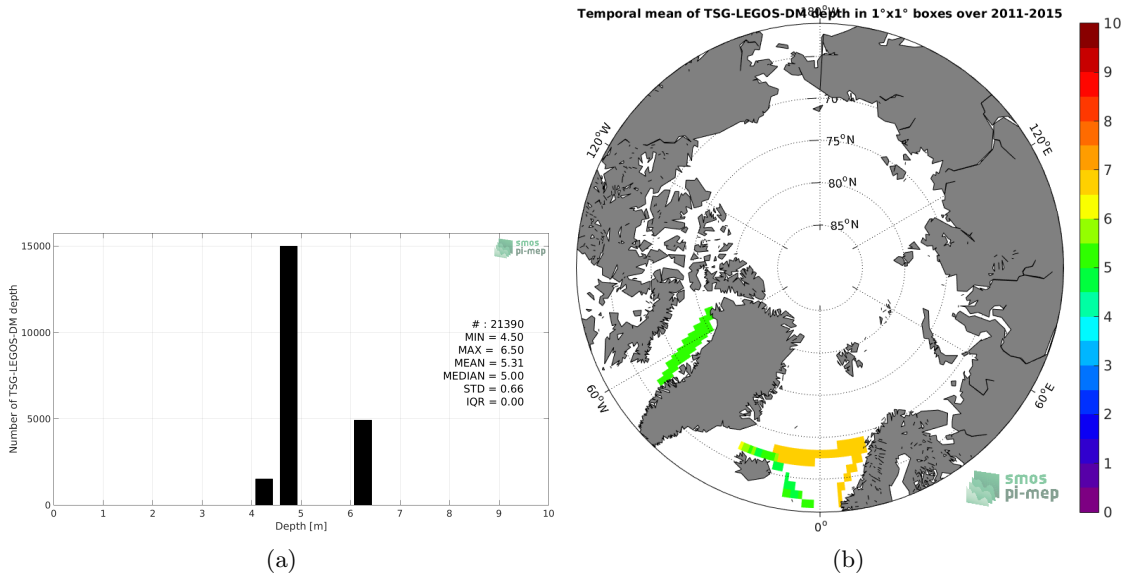 Temporal mean of TSG-LEGOS-DM depth in 1°x1° boxes over 2011-2015
180°W
120°W
120°E
60°W
60°E
0°
70
75°N
80°N
85°N
10
9
8
7
6
5
4
3
2
1
0
smos
pi-mep
Number of TSG-LEGOS-DM depth
15000
10000
5000
0
smos
pi-mep
# : 21390
MIN = 4.50
MAX = 6.50
MEAN = 5.31
MEDIAN = 5.00
STD = 0.66
IQR = 0.00
0 1 2 3 4 5 6 7 8 9 10
Depth [m]
(a)
(b)